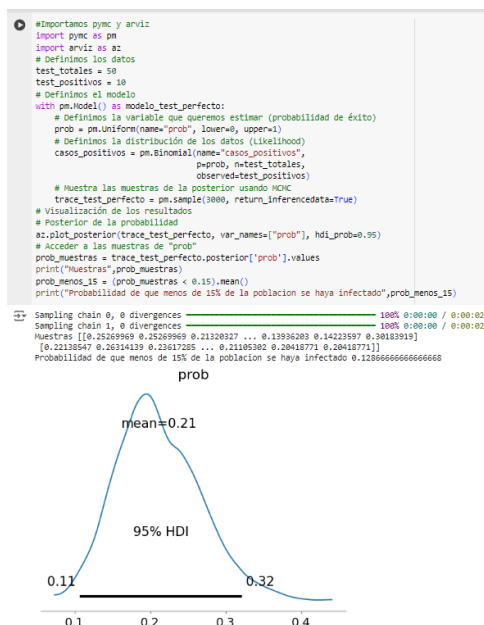 #Importamos pymc y arviz
import pymc as pm
import arviz as az
# Definimos los datos
test_totales = 50
test_positivos = 10
# Definimos el modelo
with pm.Model() as modelo_test_perfecto:
    # Definimos la variable que queremos estimar (probabilidad de éxito)
    prob = pm.Uniform(name="prob", lower=0, upper=1)
    # Definimos la distribución de los datos (Likelihood)
    casos_positivos = pm.Binomial(name="casos_positivos",
                                  p=prob, n=test_totales,
                                  observed=test_positivos)
    # Muestra las muestras de la posterior usando MCMC
    trace_test_perfecto = pm.sample(3000, return_inferencedata=True)
# Visualización de los resultados
# Posterior de la probabilidad
az.plot_posterior(trace_test_perfecto, var_names=["prob"], hdi_prob=0.95)
# Acceder a las muestras de "prob"
prob_muestras = trace_test_perfecto.posterior['prob'].values
print("Muestras",prob_muestras)
prob_menos_15 = (prob_muestras < 0.15).mean()
print("Probabilidad de que menos de 15% de la poblacion se haya infectado",prob_menos_15)
Sampling chain 0, 0 divergences 100% 0:00:00 / 0:00:02
Sampling chain 1, 0 divergences 100% 0:00:00 / 0:00:02
Muestras [[0.25269969 0.25269969 0.21320327 ... 0.13936203 0.14223597 0.30183919]
 [0.22138547 0.26314139 0.23617285 ... 0.21105302 0.20418771 0.20418771]]
Probabilidad de que menos de 15% de la poblacion se haya infectado 0.12866666666666668
prob
mean=0.21
95% HDI
0.11 0.32
0.1 0.2 0.3 0.4